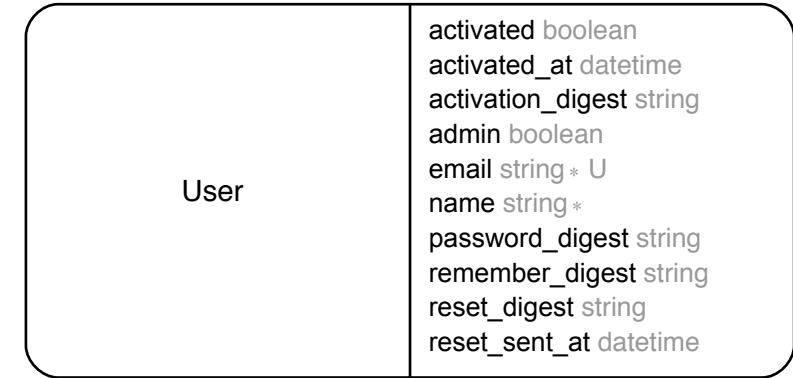 User
activated boolean
activated_at datetime
activation_digest string
admin boolean
email string * U
name string *
password_digest string
remember_digest string
reset_digest string
reset_sent_at datetime